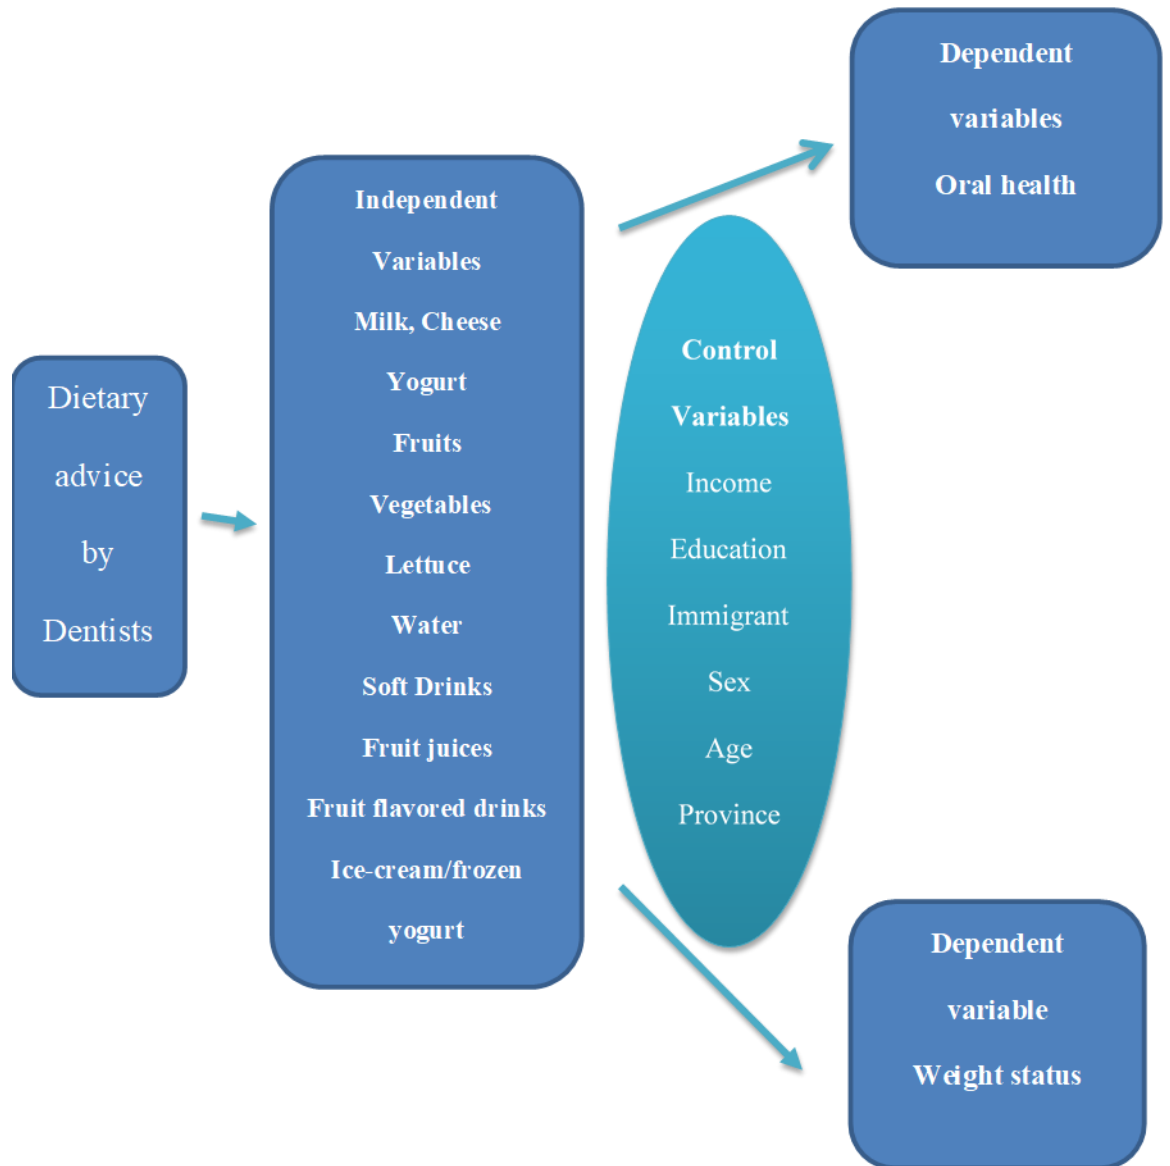 Dietary
advice
by
Dentists
Independent
Variables
Milk, Cheese
Yogurt
Fruits
Vegetables
Lettuce
Water
Soft Drinks
Fruit juices
Fruit flavored drinks
Ice-cream/frozen
yogurt
Control
Variables
Income
Education
Immigrant
Sex
Age
Province
Dependent
variables
Oral health
Dependent
variable
Weight status